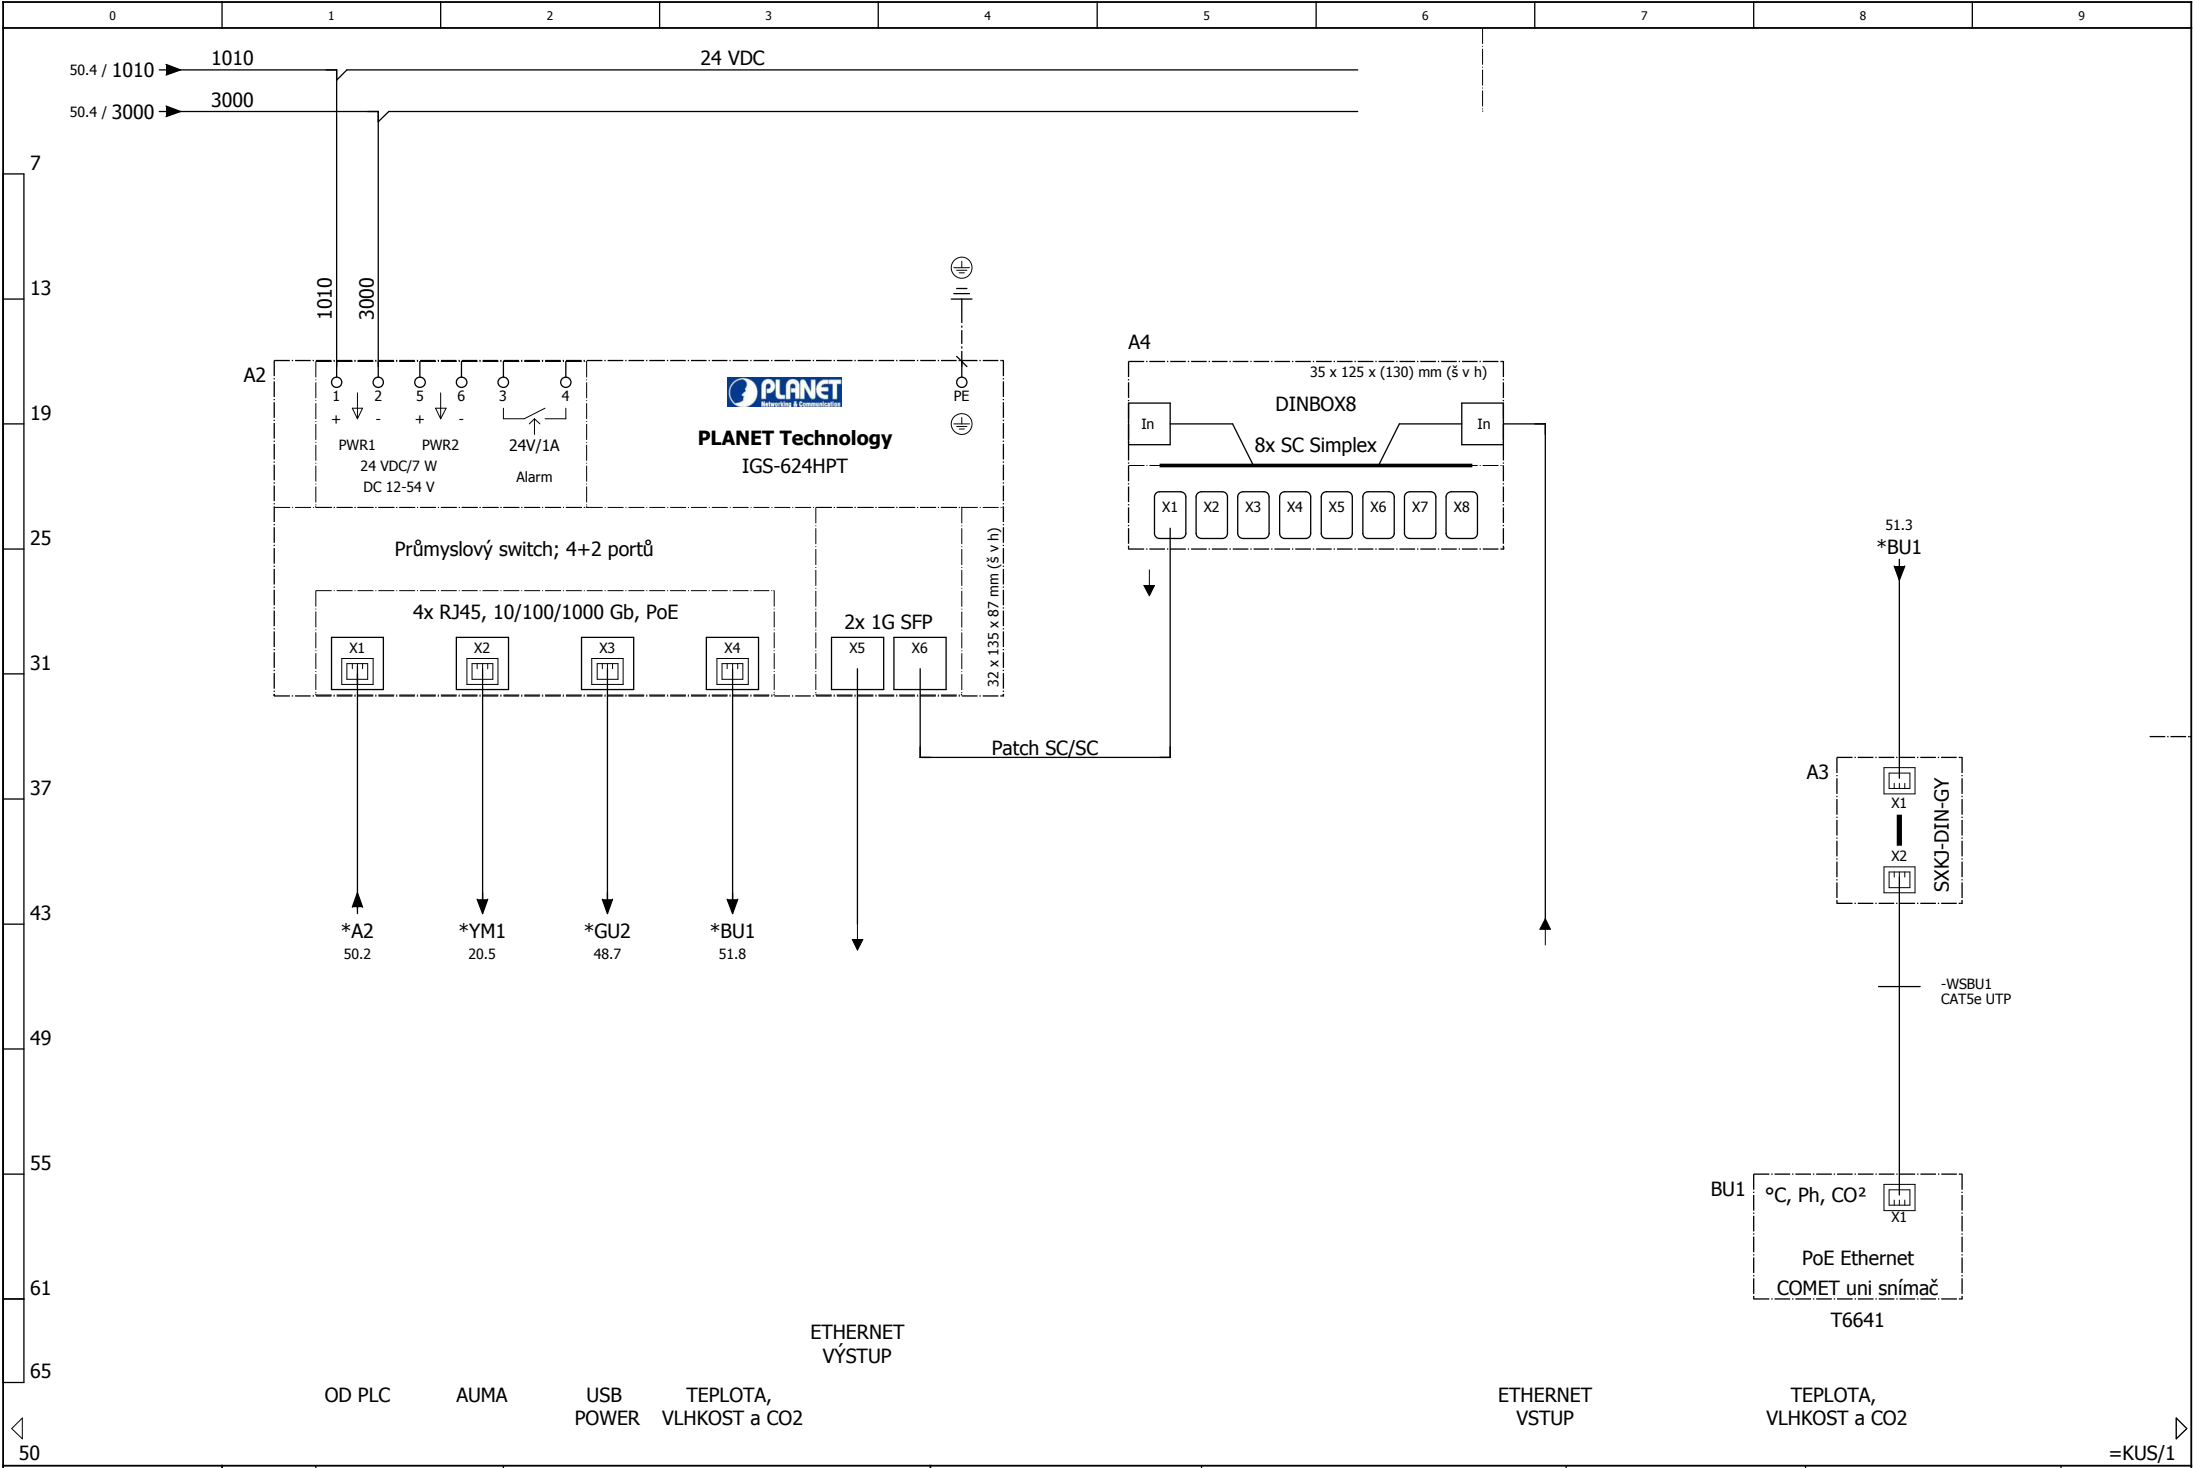 0 1 2 3 4 5 6 7 8 9
50.4 / 1010 1010 24 VDC
50.4 / 3000 3000
7
13
19
25
31
37
43
49
55
61
65
1010
3000
A2
1 2 5 6 3 4
+ - + -
PWR1 PWR2 24V/1A
24 VDC/7 W
DC 12-54 V
Alarm
PLANET
Networking & Communication
PLANET Technology
IGS-624HPT
PE
Průmyslový switch; 4+2 portů
4x RJ45, 10/100/1000 Gb, PoE
X1 X2 X3 X4
2x 1G SFP
X5 X6
32 x 135 x 87 mm (š v h)
Patch SC/SC
*A2 *YM1 *GU2 *BU1
50.2 20.5 48.7 51.8
A4
35 x 125 x (130) mm (š v h)
DINBOX8
In In
8x SC Simplex
X1 X2 X3 X4 X5 X6 X7 X8
51.3
*BU1
A3
X1
X2
SXKJ-DIN-GY
-WSBU1
CAT5e UTP
BU1
°C, Ph, CO²
X1
PoE Ethernet
COMET uni snímač
T6641
ETHERNET
VÝSTUP
OD PLC
AUMA
USB
POWER
TEPLOTA,
VLHKOST a CO2
ETHERNET
VSTUP
TEPLOTA,
VLHKOST a CO2
50
=KUS/1